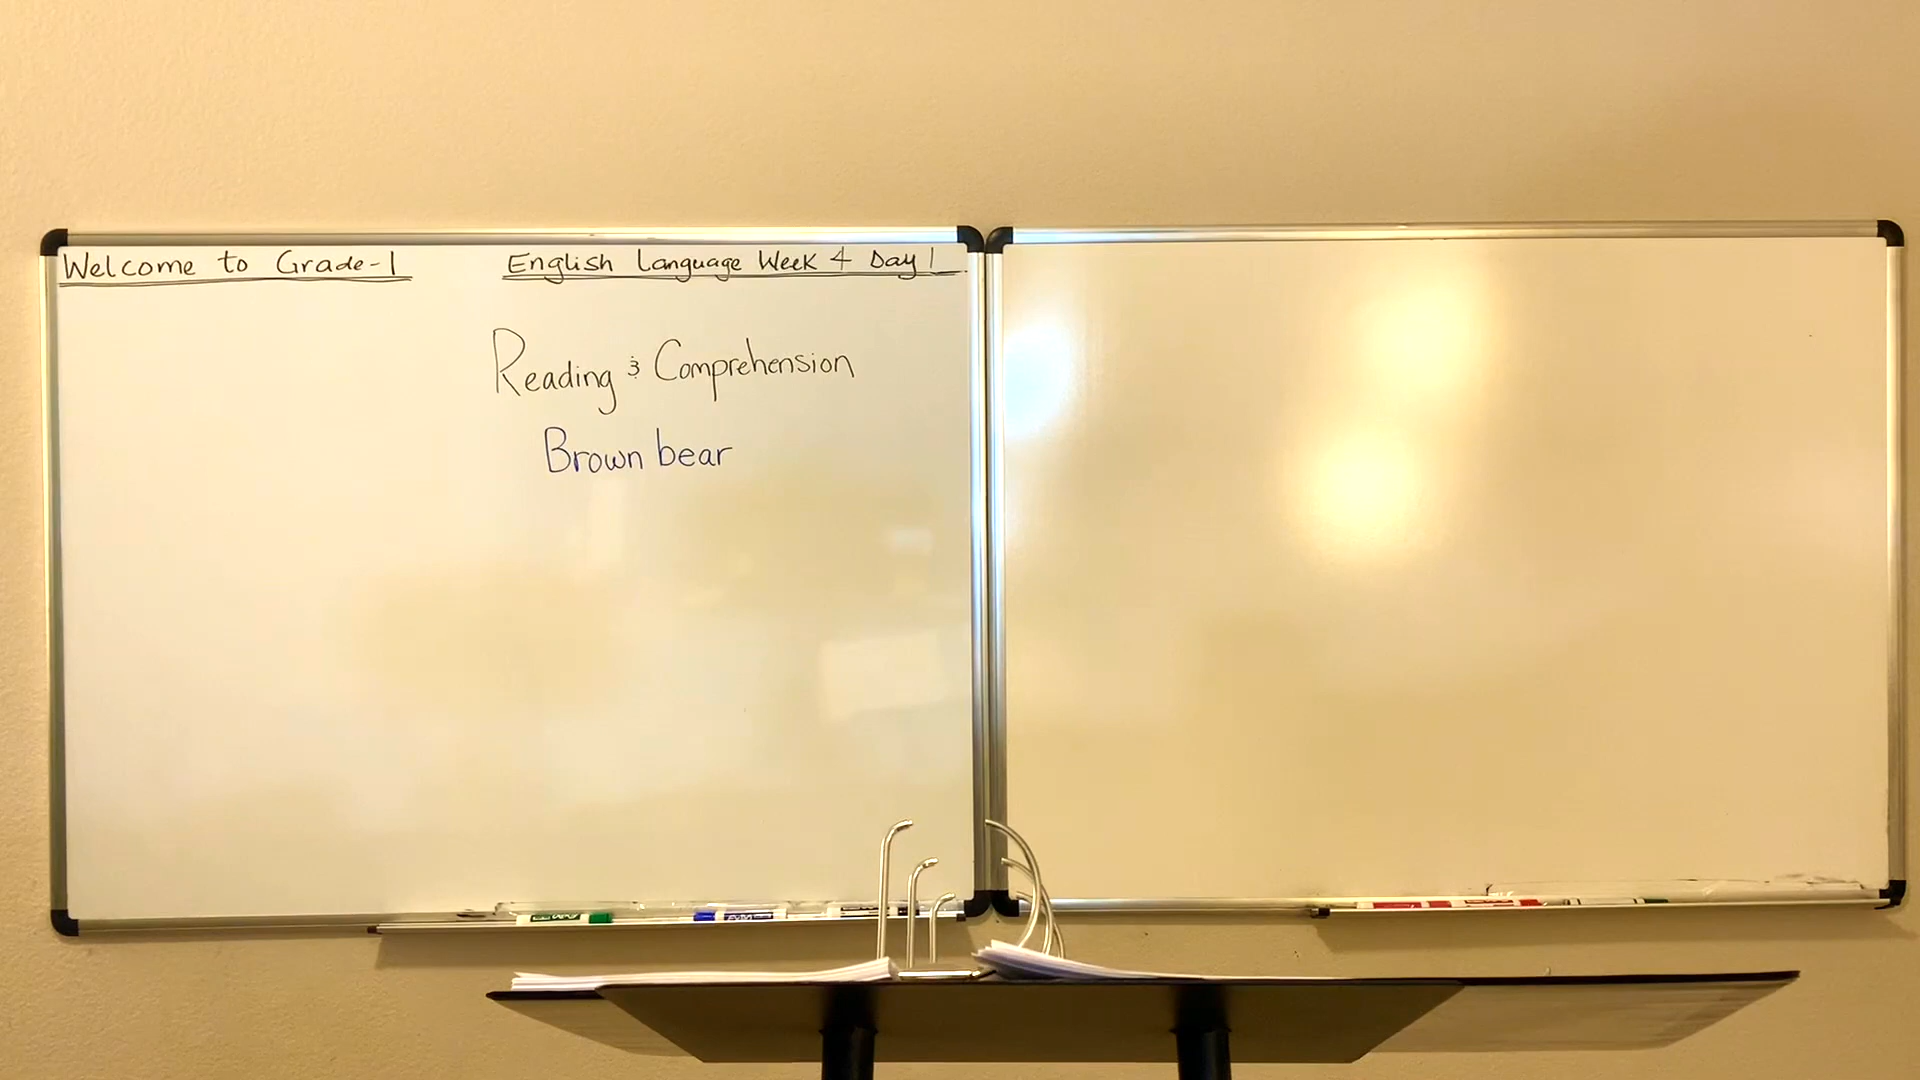 Welcome to Grade-1
English Language Week 4 Day 1
Reading & Comprehension
Brown bear